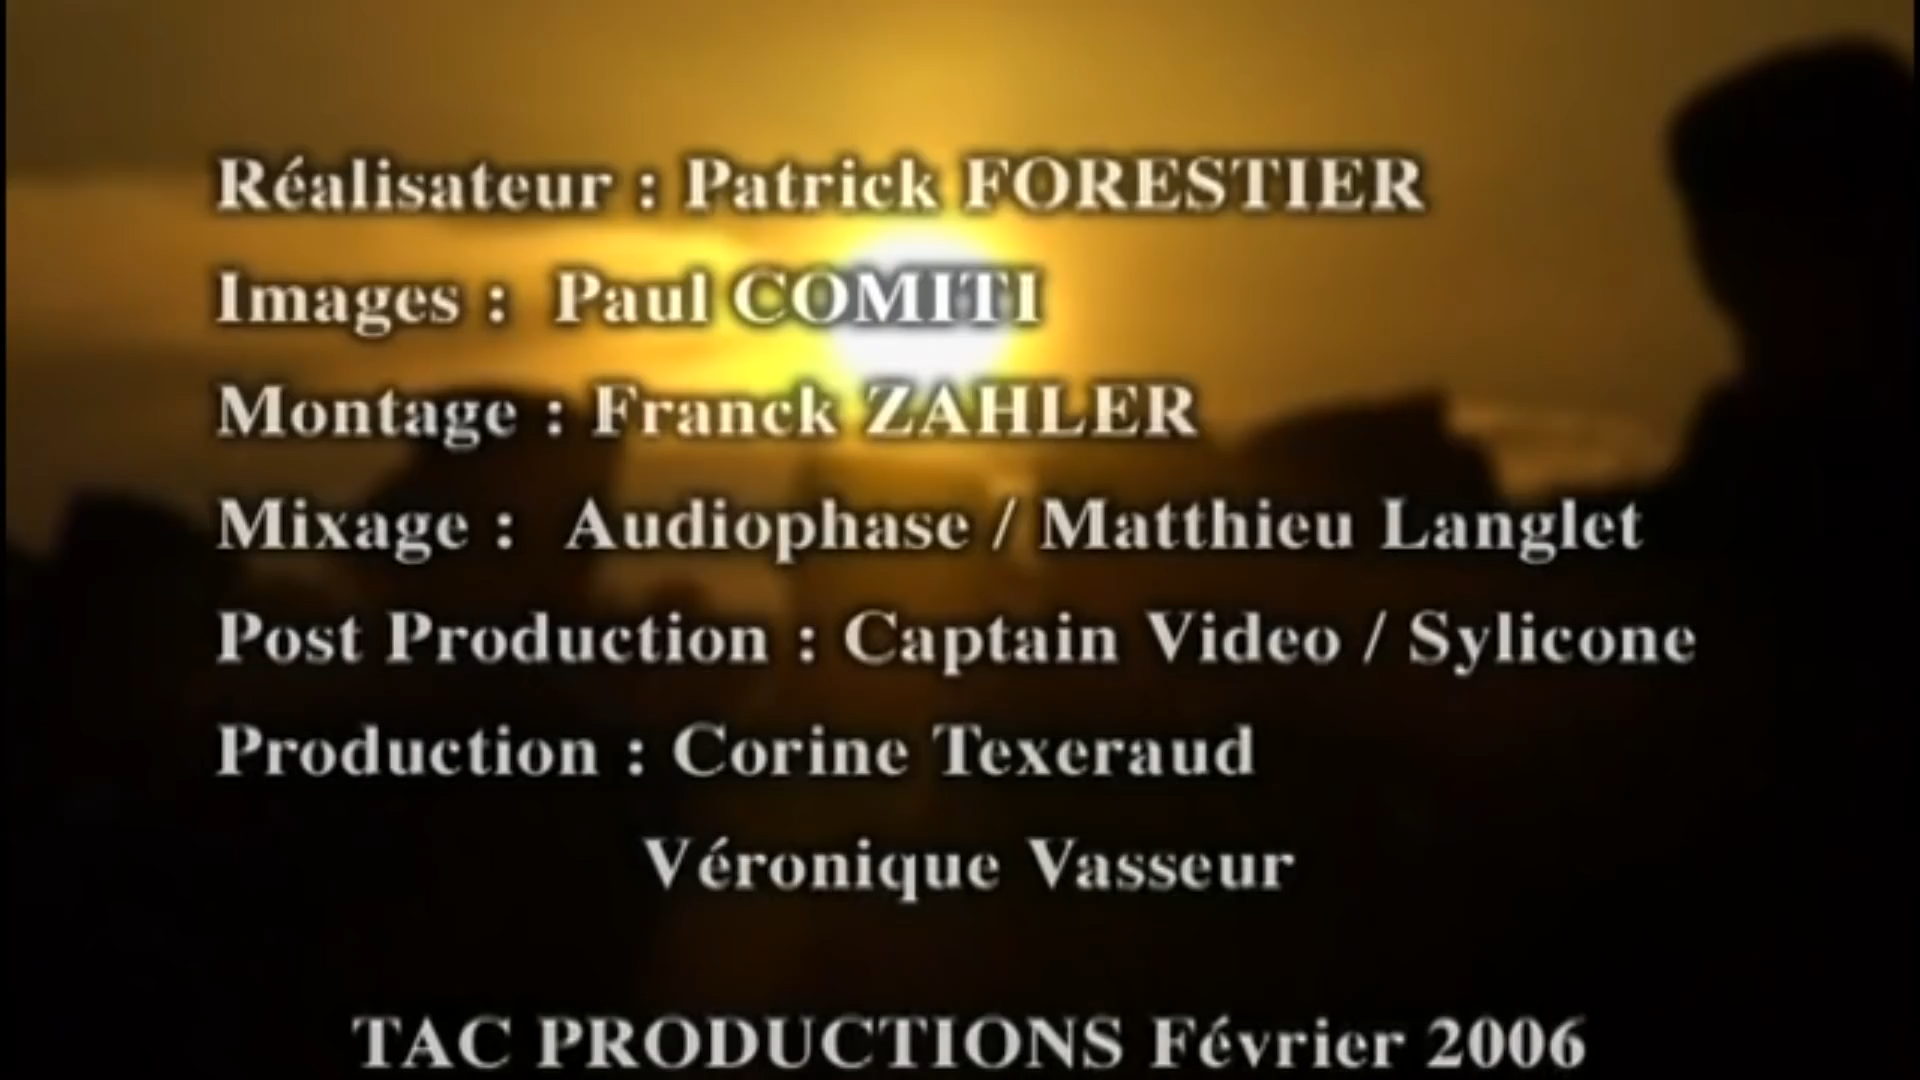 Réalisateur : Patrick FORESTIER
Images : Paul COMITI
Montage : Franck ZAHLER
Mixage : Audiophase / Matthieu Langlet
Post Production : Captain Video / Sylicone
Production : Corine Texeraud
Véronique Vasseur
TAC PRODUCTIONS Février 2006